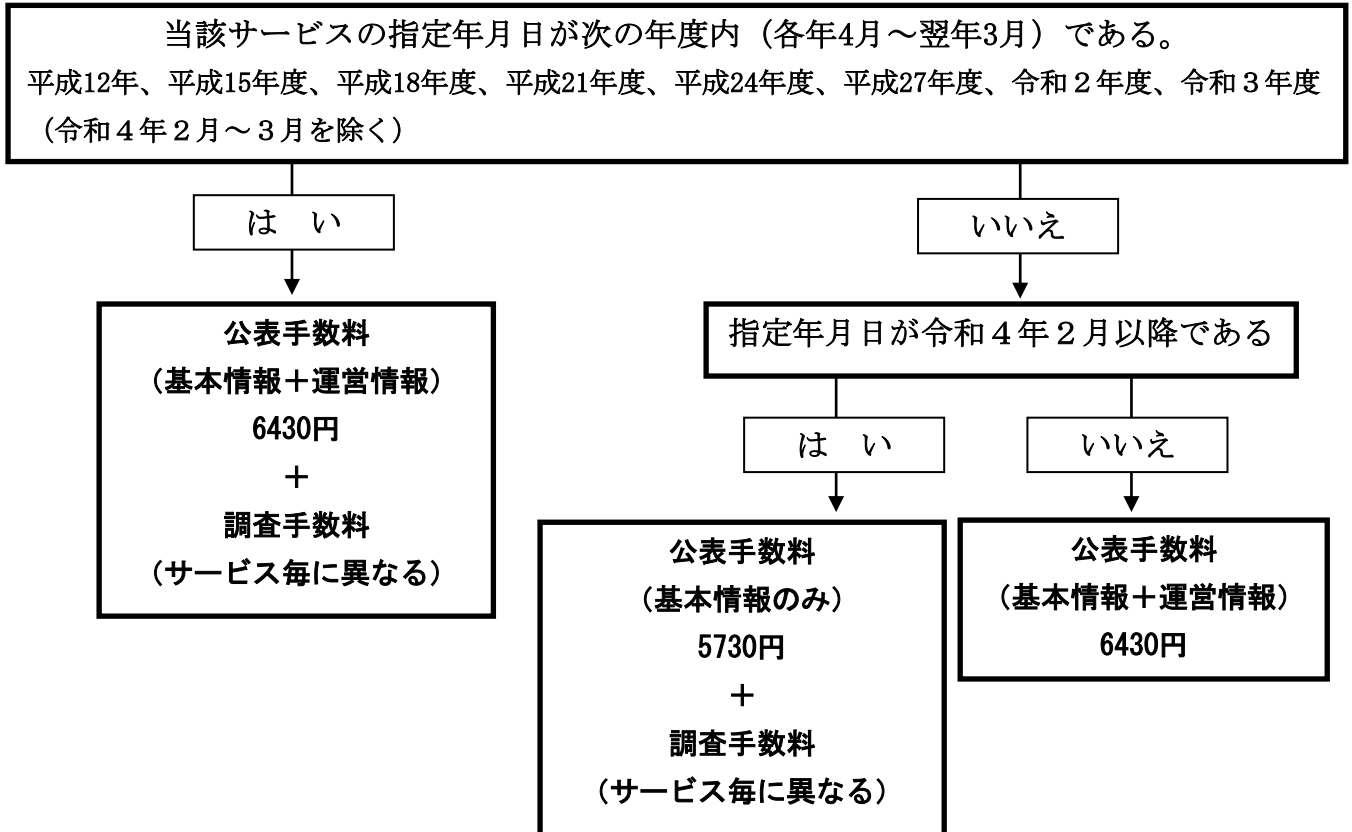 当該サービスの指定年月日が次の年度内（各年4月～翌年3月）である。
平成12年、平成15年度、平成18年度、平成21年度、平成24年度、平成27年度、令和２年度、令和３年度
（令和４年２月～３月を除く）
は　い
いいえ
公表手数料
（基本情報＋運営情報）
6430円
＋
調査手数料
（サービス毎に異なる）
指定年月日が令和４年２月以降である
は　い
いいえ
公表手数料
（基本情報のみ）
5730円
＋
調査手数料
（サービス毎に異なる）
公表手数料
（基本情報＋運営情報）
6430円